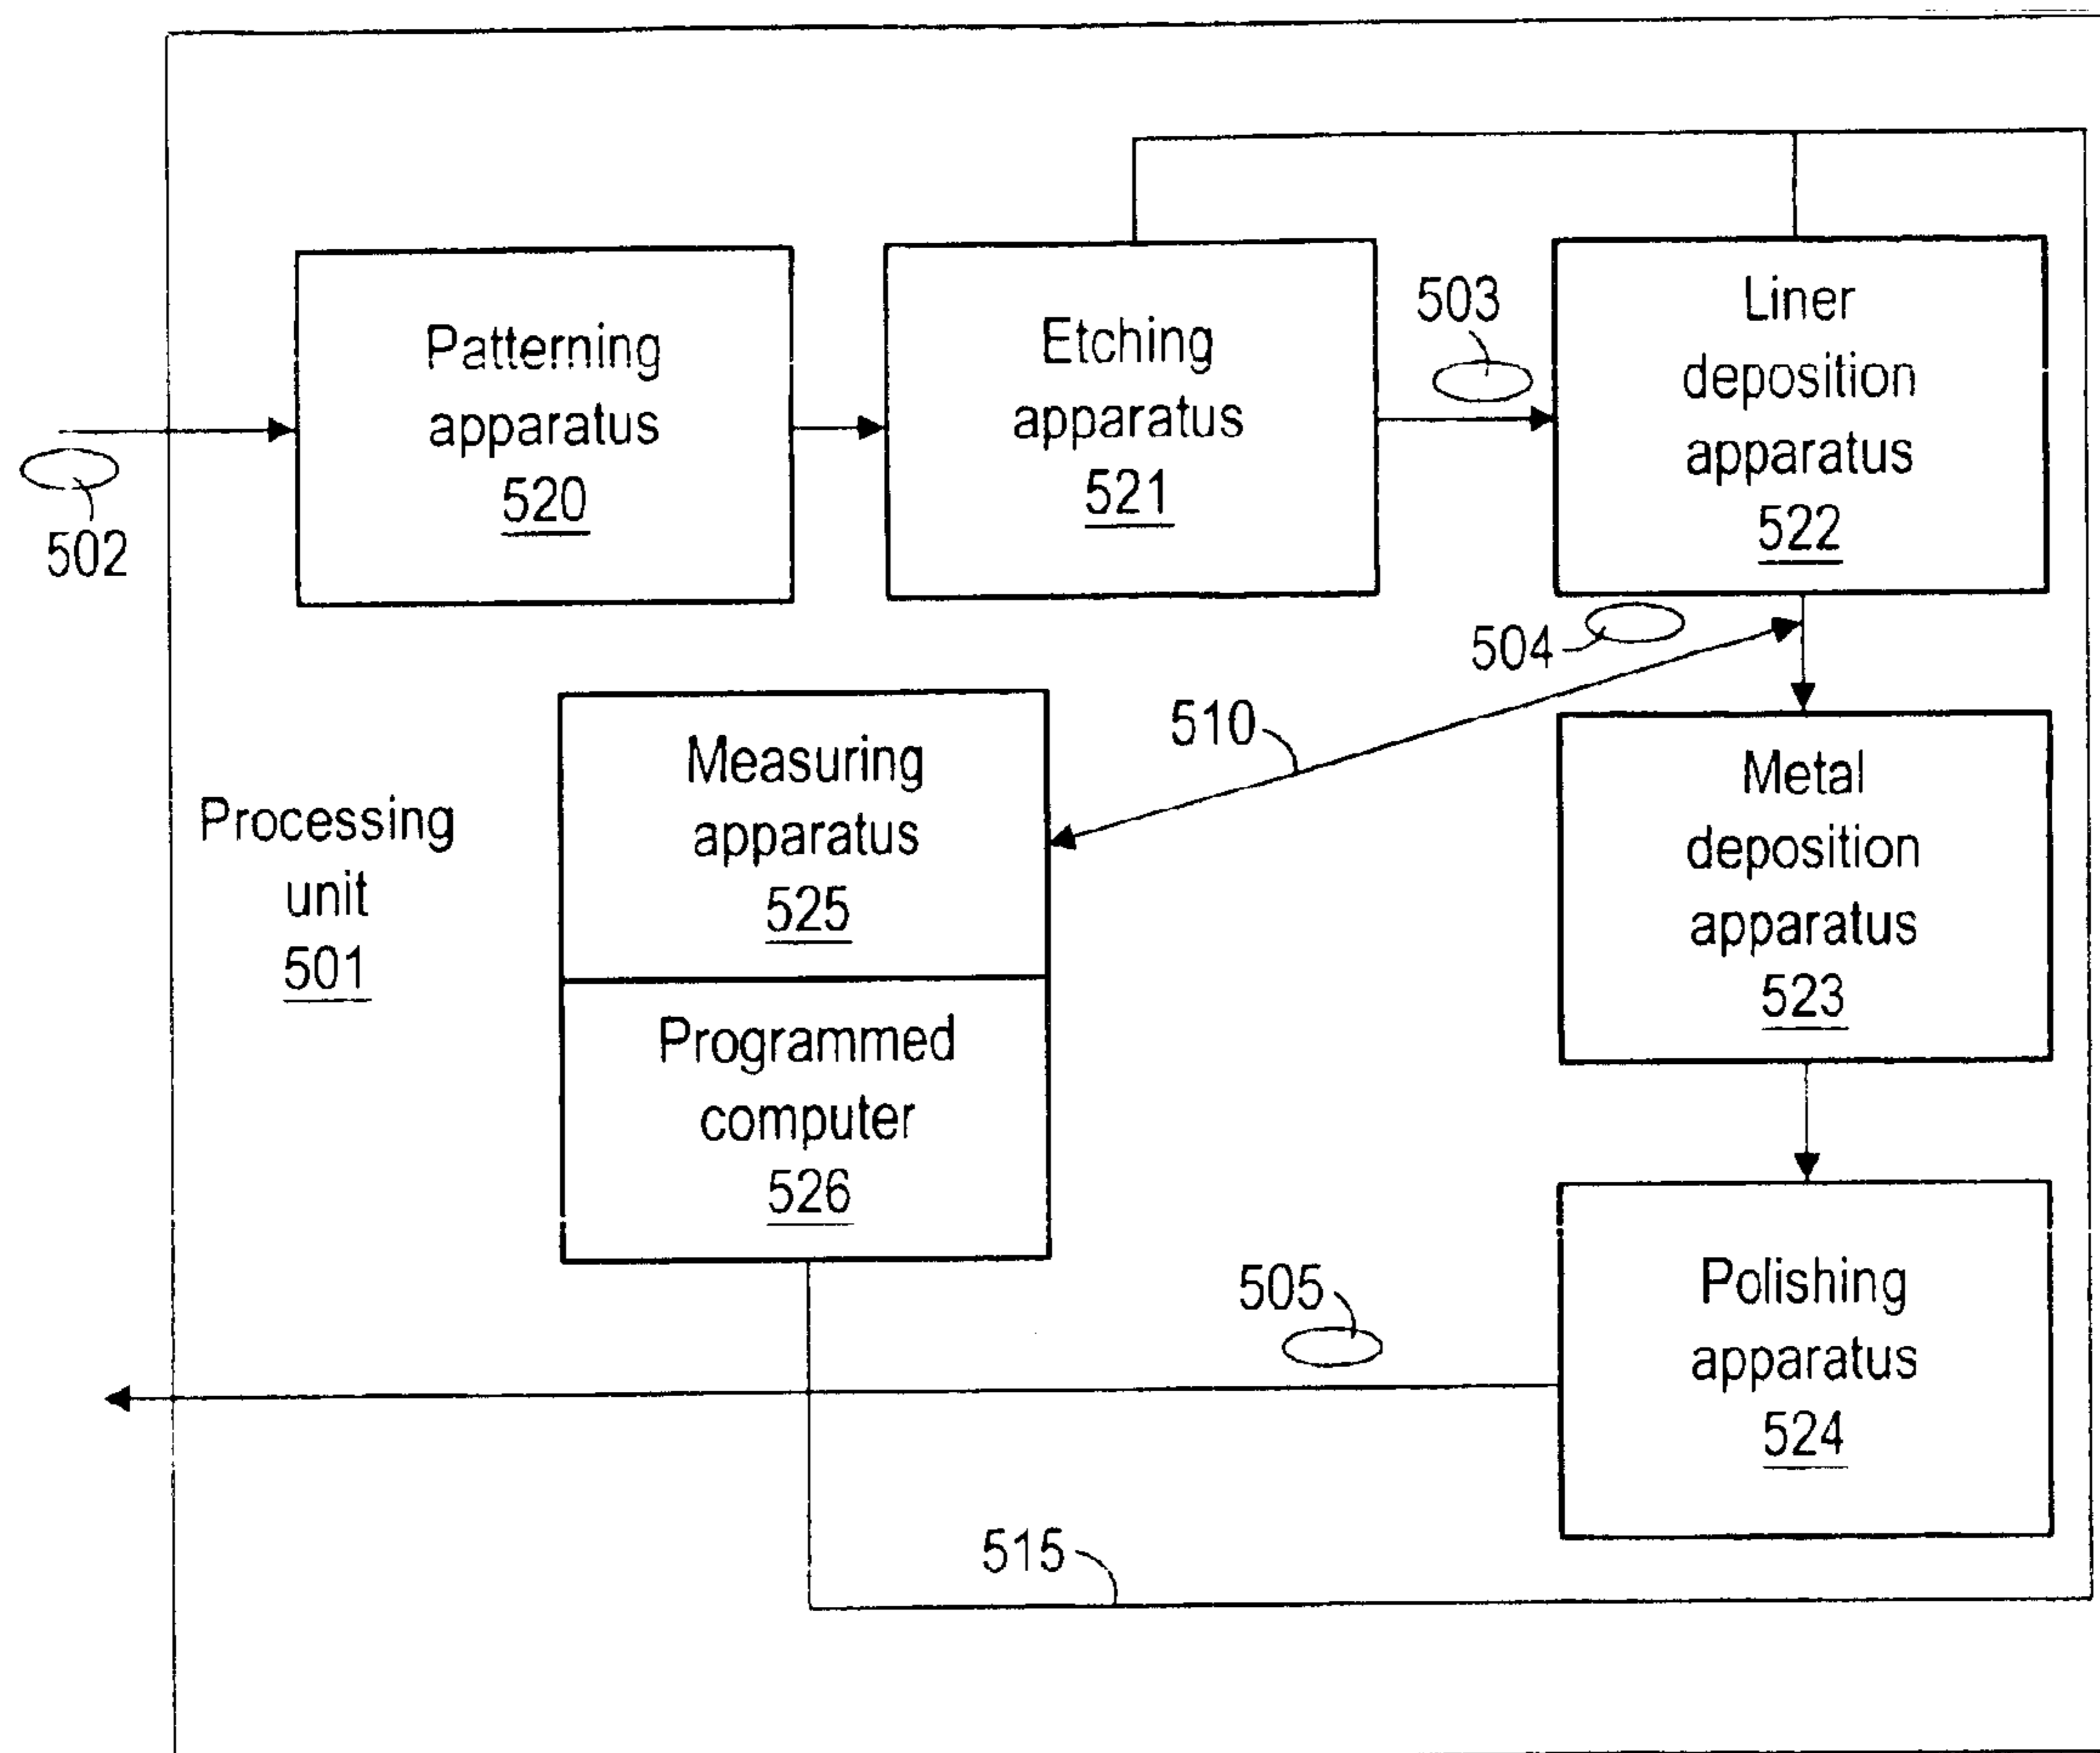 Patterning
apparatus
520
Etching
apparatus
521
503
Liner
deposition
apparatus
522
502
504
510
Measuring
apparatus
525
Metal
deposition
apparatus
523
Processing
unit
501
Programmed
computer
526
505
Polishing
apparatus
524
515